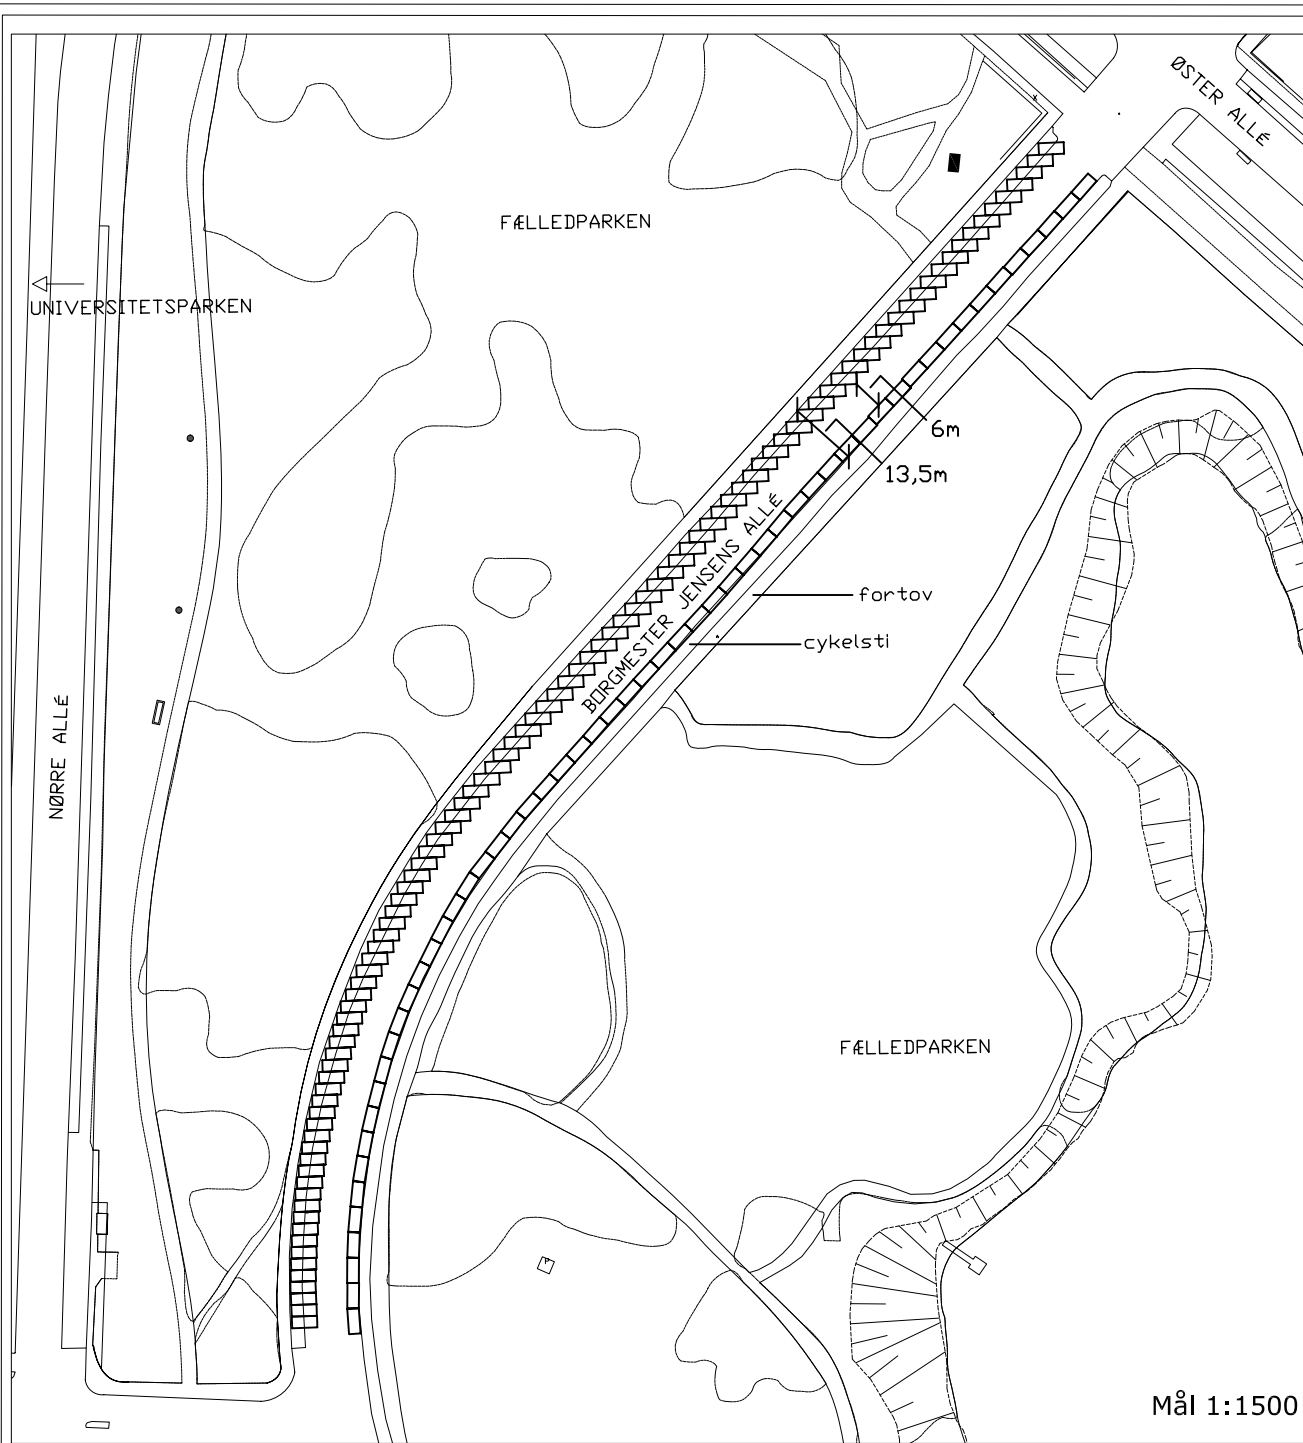 ØSTER ALLÉ
FÆLLEDPARKEN
UNIVERSITETSPARKEN
6m
13,5m
BORGMESTER JENSENS ALLÉ
fortov
cykelsti
NØRRE ALLÉ
FÆLLEDPARKEN
Mål 1:1500